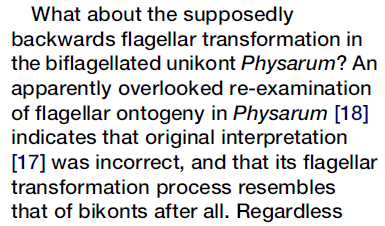 What about the supposedly
backwards flagellar transformation in
the biflagellated unikont Physarum? An
apparently overlooked re-examination
of flagellar ontogeny in Physarum [18]
indicates that original interpretation
[17] was incorrect, and that its flagellar
transformation process resembles
that of bikonts after all. Regardless